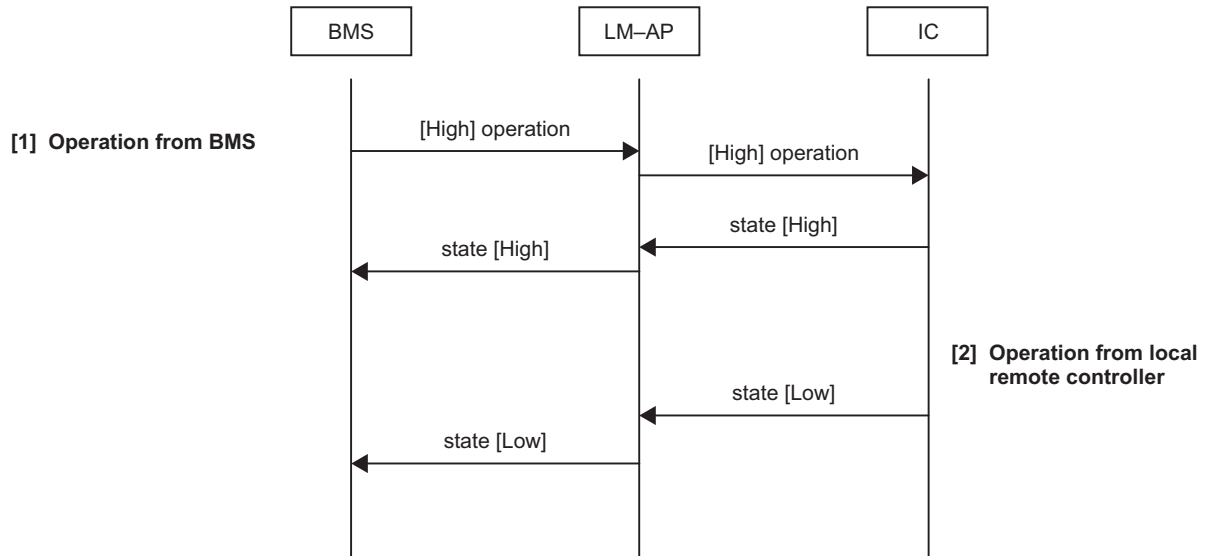 BMS
LM–AP
IC
[1] Operation from BMS
[High] operation
[High] operation
state [High]
state [High]
[2] Operation from local
remote controller
state [Low]
state [Low]